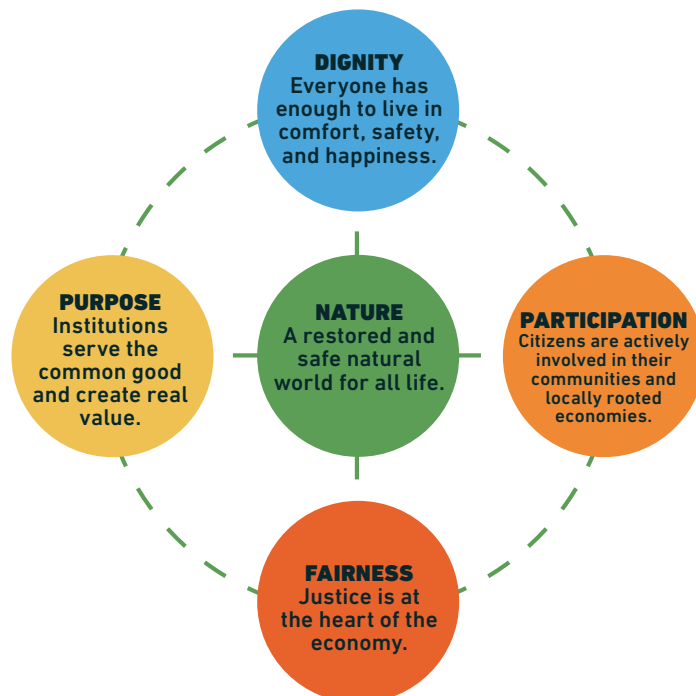 DIGNITY
Everyone has
enough to live in
comfort, safety,
and happiness.
PURPOSE
Institutions
serve the
common good
and create real
value.
NATURE
A restored and
safe natural
world for all life.
PARTICIPATION
Citizens are actively
involved in their
communities and
locally rooted
economies.
FAIRNESS
Justice is at
the heart of the
economy.